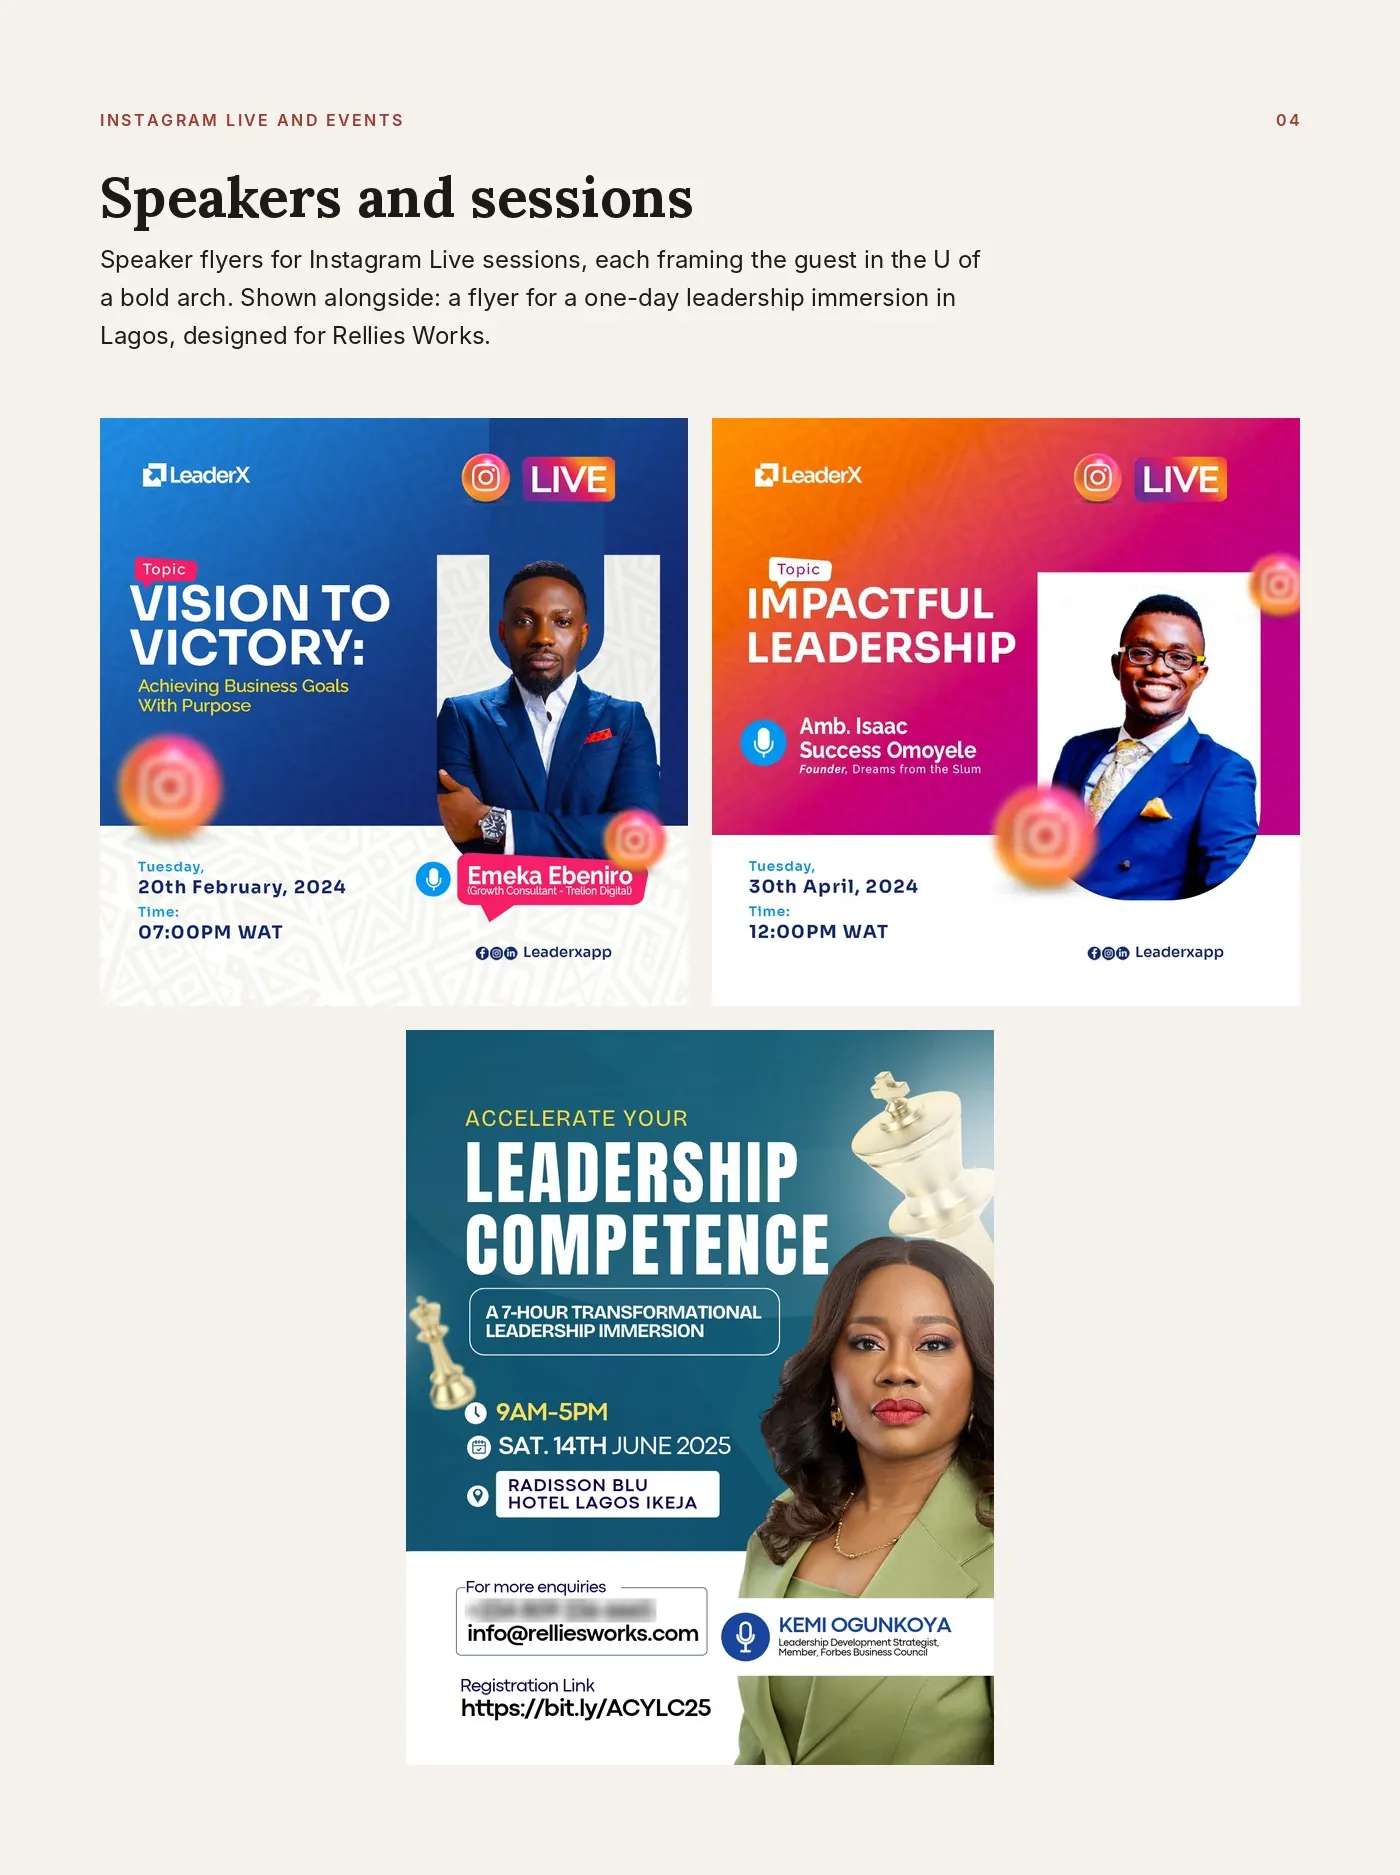 INSTAGRAM LIVE AND EVENTS
04
Speakers and sessions
Speaker flyers for Instagram Live sessions, each framing the guest in the U of
a bold arch. Shown alongside: a flyer for a one-day leadership immersion in
Lagos, designed for Rellies Works.
LeaderX
LIVE
Topic
VISION TO
VICTORY:
Achieving Business Goals
With Purpose
Tuesday,
20th February, 2024
Time:
07:00PM WAT
Emeka Ebeniro
(Growth Consultant - Trelion Digital)
Leaderxapp
LeaderX
LIVE
Topic
IMPACTFUL
LEADERSHIP
Amb. Isaac
Success Omoyele
Founder, Dreams from the Slum
Tuesday,
30th April, 2024
Time:
12:00PM WAT
Leaderxapp
ACCELERATE YOUR
LEADERSHIP
COMPETENCE
A 7-HOUR TRANSFORMATIONAL
LEADERSHIP IMMERSION
9AM-5PM
SAT. 14TH JUNE 2025
RADISSON BLU
HOTEL LAGOS IKEJA
For more enquiries
info@relliesworks.com
Registration Link
https://bit.ly/ACYLC25
KEMI OGUNKOYA
Leadership Development Strategist,
Member, Forbes Business Council